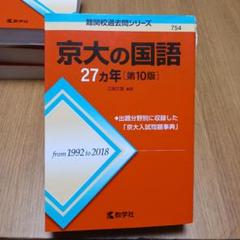 難関校過去問シリーズ
754
京大の国語
27カ年[第10版]
編著
→出題分野別に収録した
「京大入試問題事典」
from 1992 to 2018
教学社